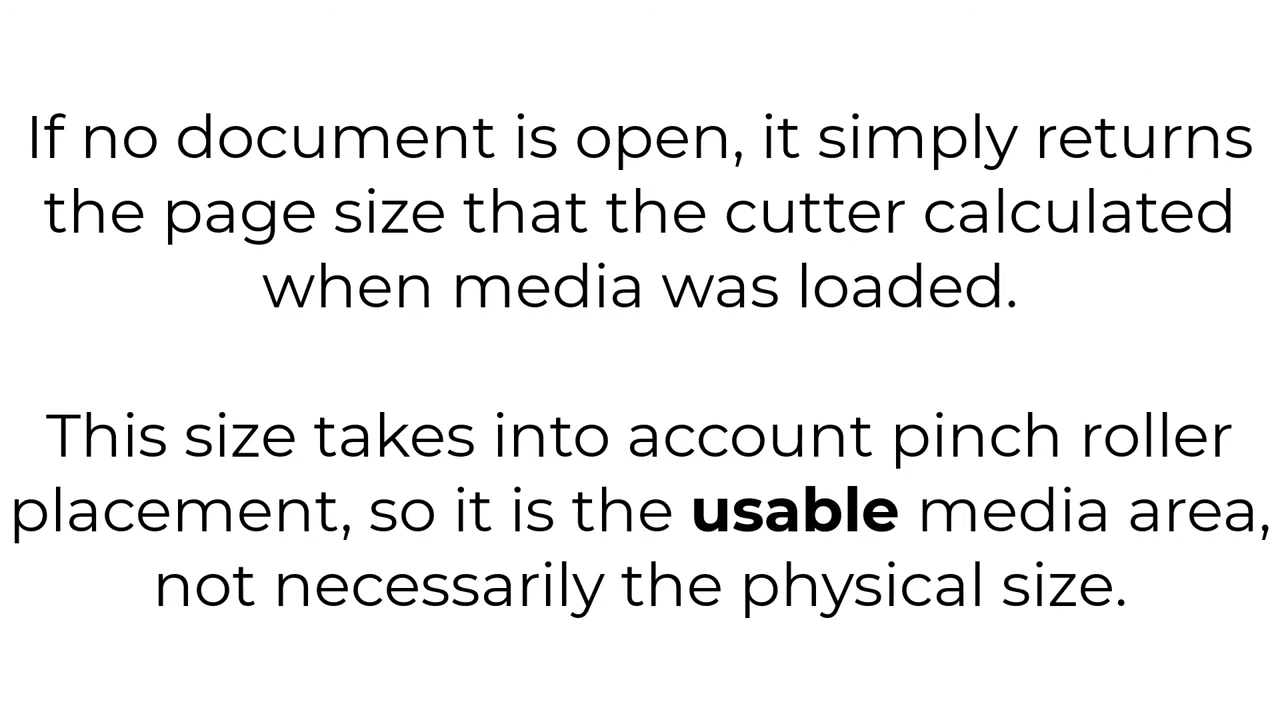 If no document is open, it simply returns
the page size that the cutter calculated
when media was loaded.
This size takes into account pinch roller
placement, so it is the usable media area,
not necessarily the physical size.